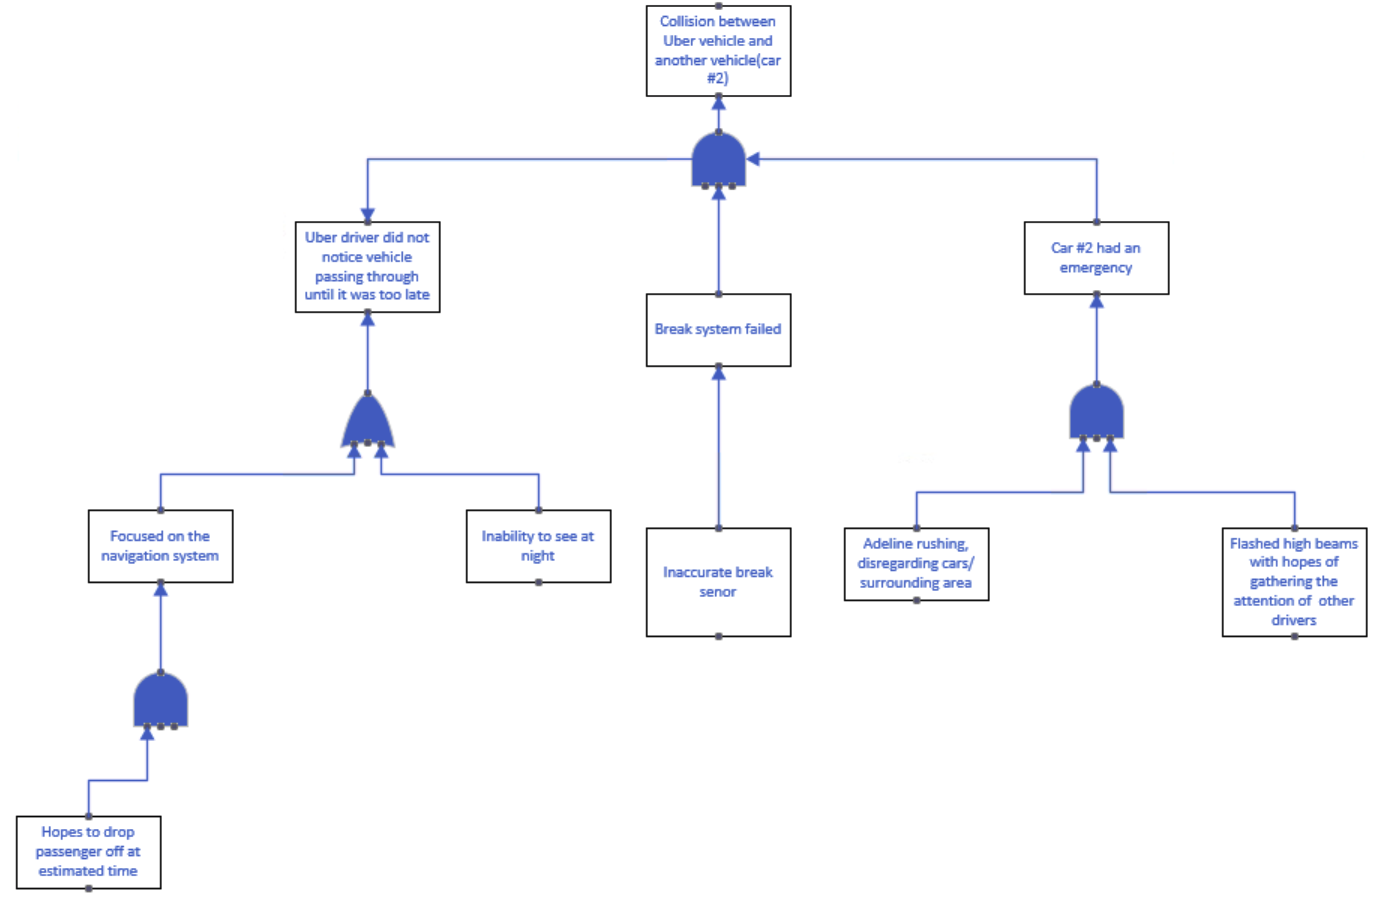 Collision between
Uber vehicle and
another vehicle(car
#2)
Uber driver did not
notice vehicle
passing through
until it was too late
Car #2 had an
emergency
Break system failed
Focused on the
navigation system
Inability to see at
night
Inaccurate break
senor
Adeline rushing,
disregarding cars/
surrounding area
Flashed high beams
with hopes of
gathering the
attention of other
drivers
Hopes to drop
passenger off at
estimated time